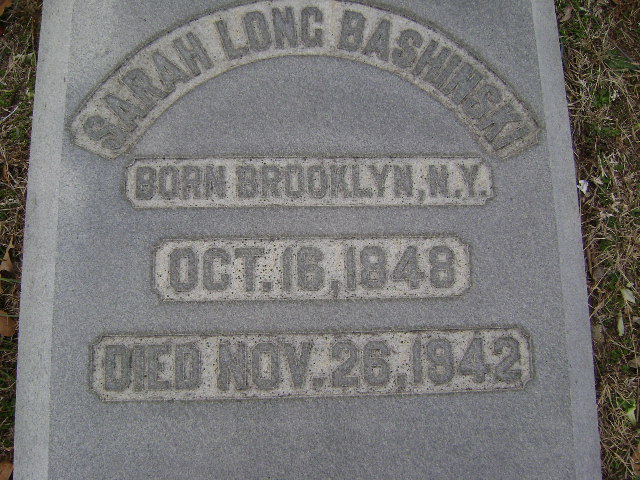 SARAH LONG BASHINSKI
BORN BROOKLYN, N.Y.
OCT. 16, 1848
DIED NOV. 26, 1942